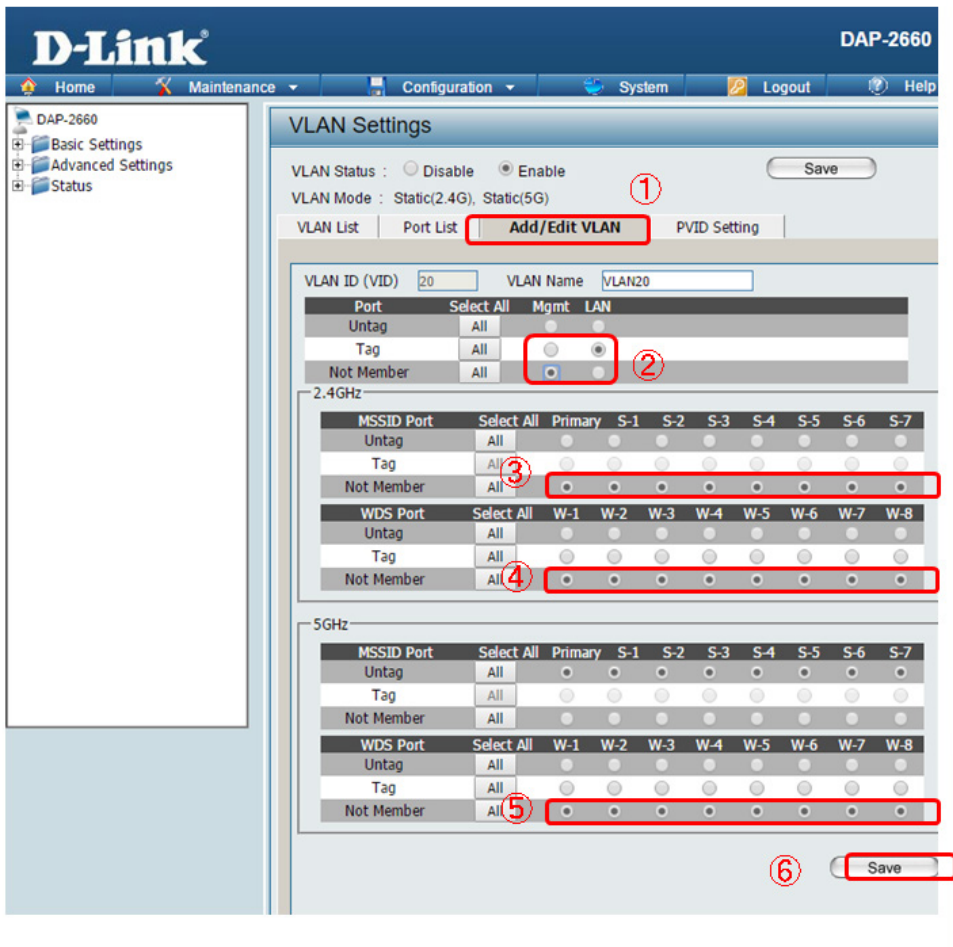 D-Link®
DAP-2660
Home Maintenance Configuration System Logout Help
DAP-2660
Basic Settings
Advanced Settings
Status
VLAN Settings
VLAN Status : Disable Enable Save
VLAN Mode : Static(2.4G), Static(5G)
①
VLAN List Port List Add/Edit VLAN PVID Setting
VLAN ID (VID) 20 VLAN Name VLAN20
Port Select All Mgmt LAN
Untag All
Tag All
②
Not Member All
2.4GHz
MSSID Port Select All Primary S-1 S-2 S-3 S-4 S-5 S-6 S-7
Untag All
Tag All
③
Not Member All
WDS Port Select All W-1 W-2 W-3 W-4 W-5 W-6 W-7 W-8
Untag All
Tag All
Not Member All ④
5GHz
MSSID Port Select All Primary S-1 S-2 S-3 S-4 S-5 S-6 S-7
Untag All
Tag All
Not Member All
WDS Port Select All W-1 W-2 W-3 W-4 W-5 W-6 W-7 W-8
Untag All
Tag All
Not Member All ⑤
⑥ Save